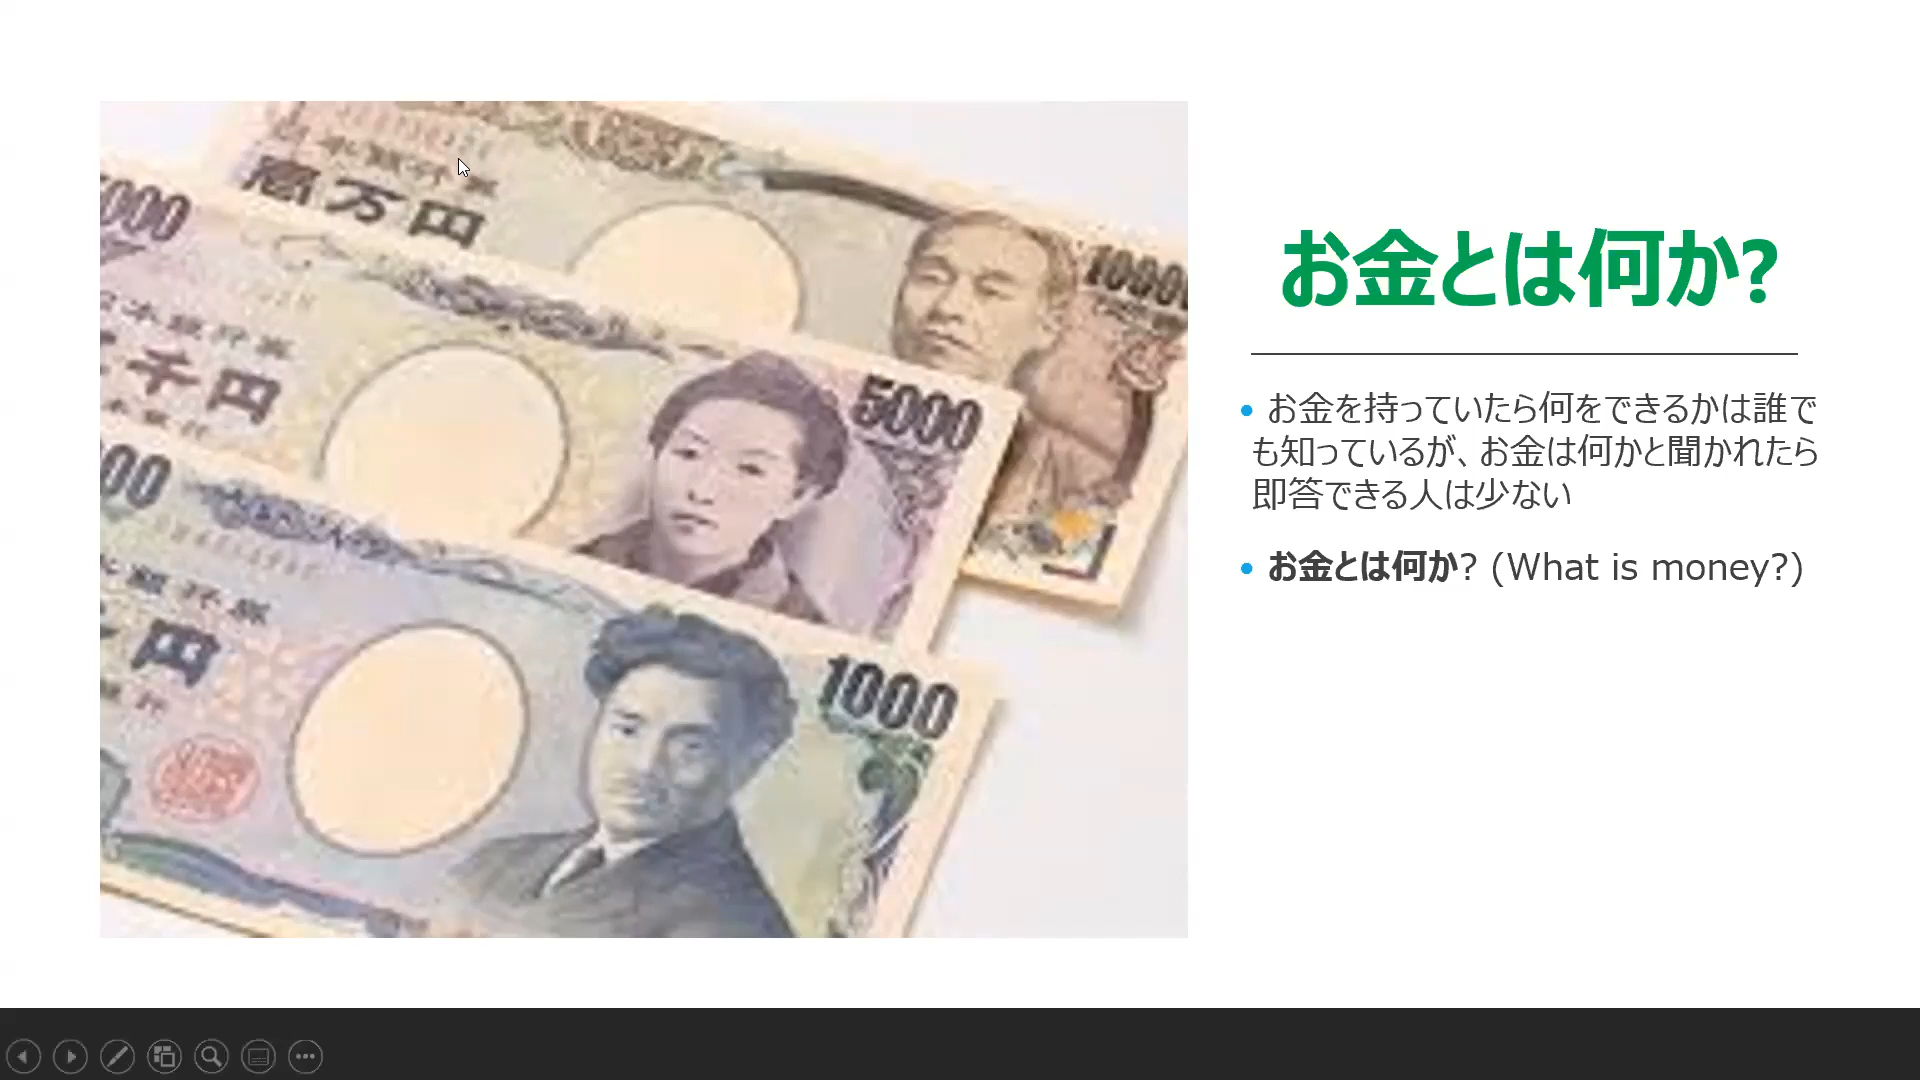 壱万円
10000
5000
千円
5000
1000
円
お金とは何か?
• お金を持っていたら何をできるかは誰で
も知っているが、お金は何かと聞かれたら
即答できる人は少ない
• お金とは何か? (What is money?)